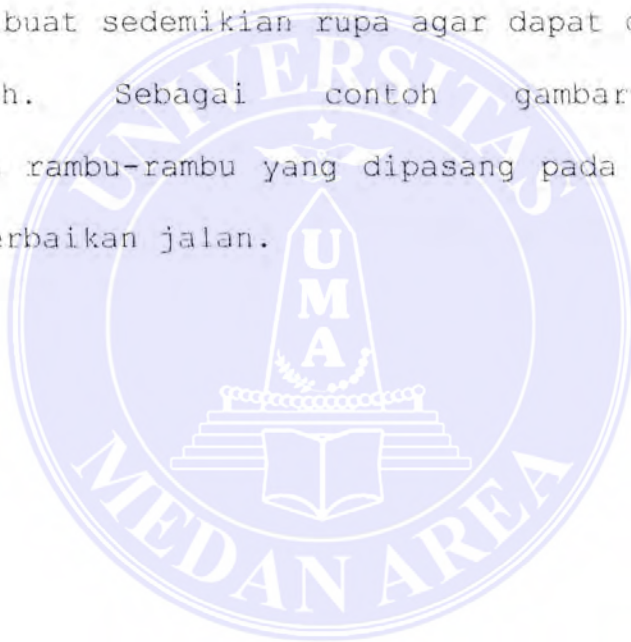 buat sedemikian rupa agar dapat
h. Sebagai contoh gambar
rambu-rambu yang dipasang pada
erbaikan jalan.
UNIVERSITAS
UMA
MEDAN AREA